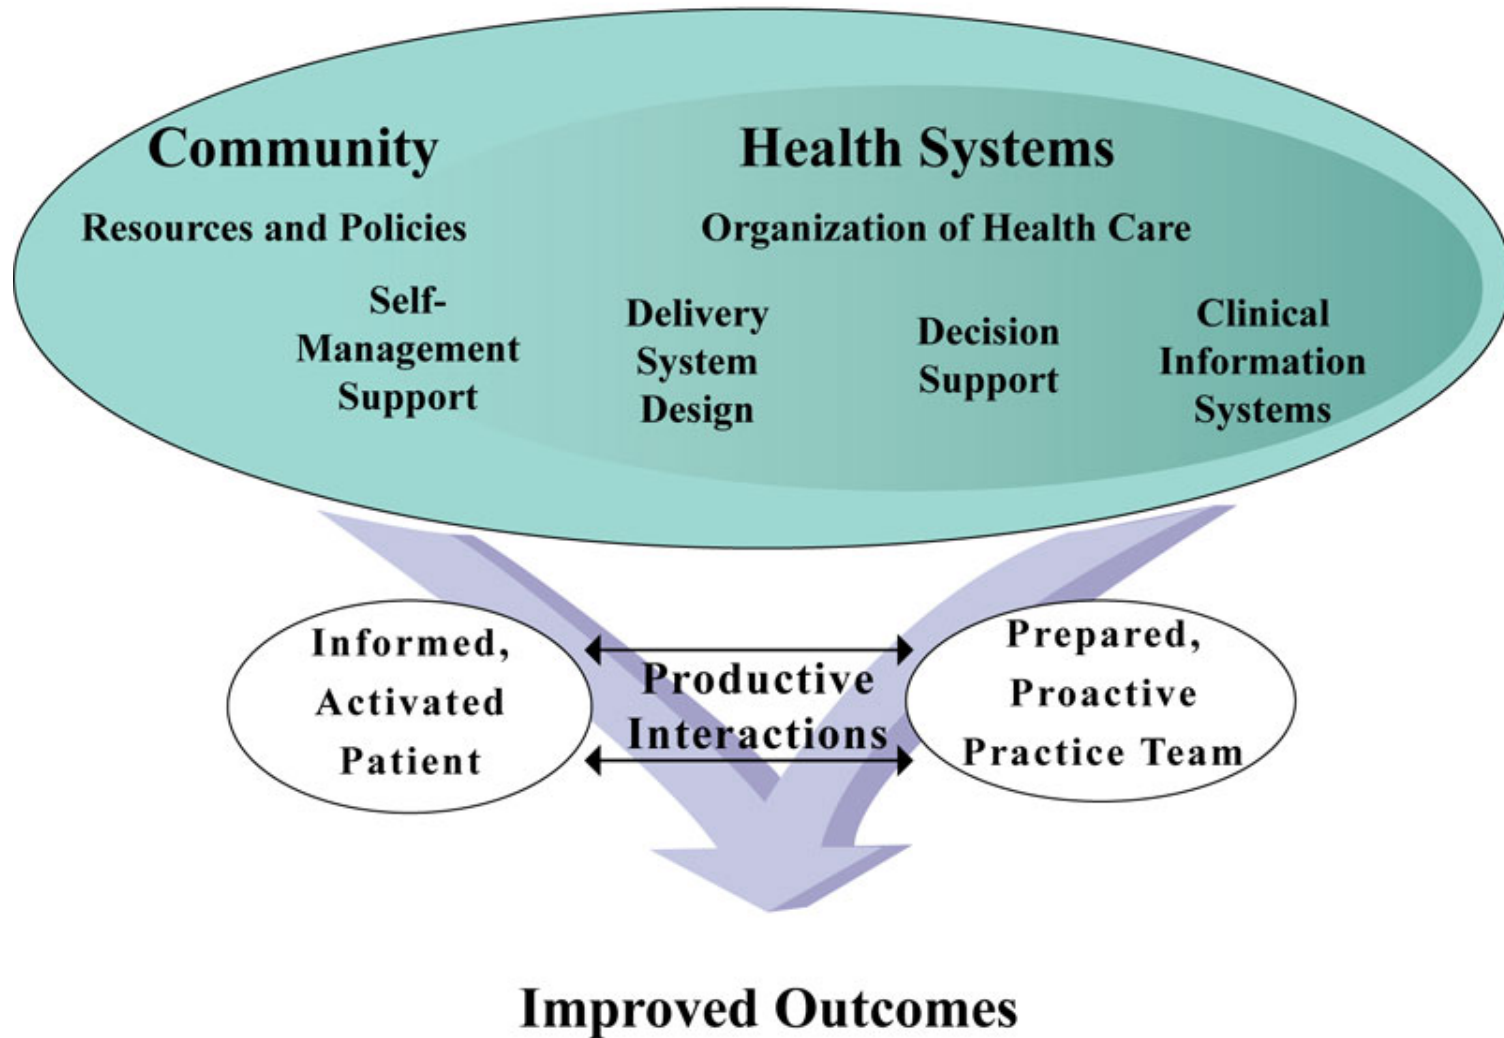 Community
Health Systems
Resources and Policies
Organization of Health Care
Self-
Management
Support
Delivery
System
Design
Decision
Support
Clinical
Information
Systems
Informed,
Activated
Patient
Productive
Interactions
Prepared,
Proactive
Practice Team
Improved Outcomes